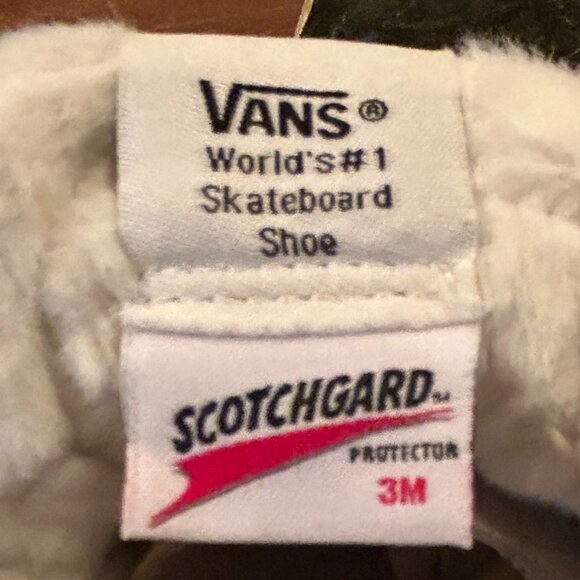 VANS®
World's #1
Skateboard
Shoe
SCOTCHGARD™
PROTECTOR
3M